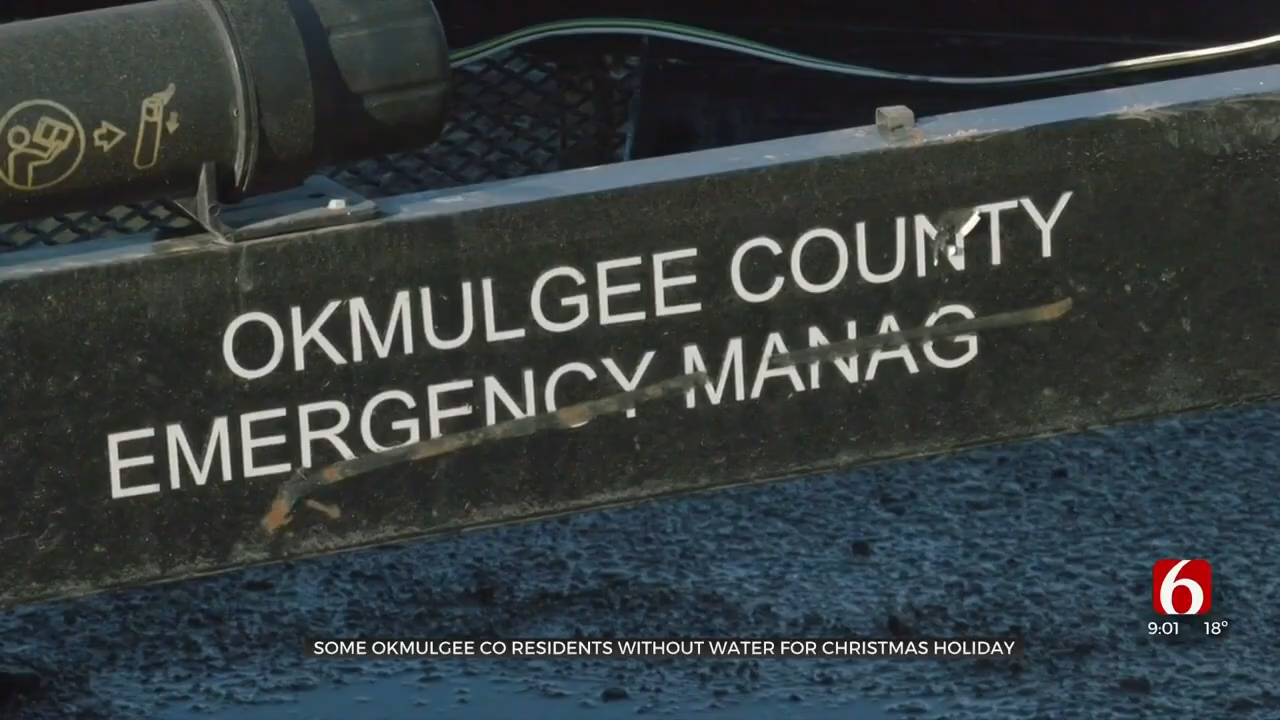 OKMULGEE COUNTY
EMERGENCY MANAG
6
9:01 18°
SOME OKMULGEE CO RESIDENTS WITHOUT WATER FOR CHRISTMAS HOLIDAY